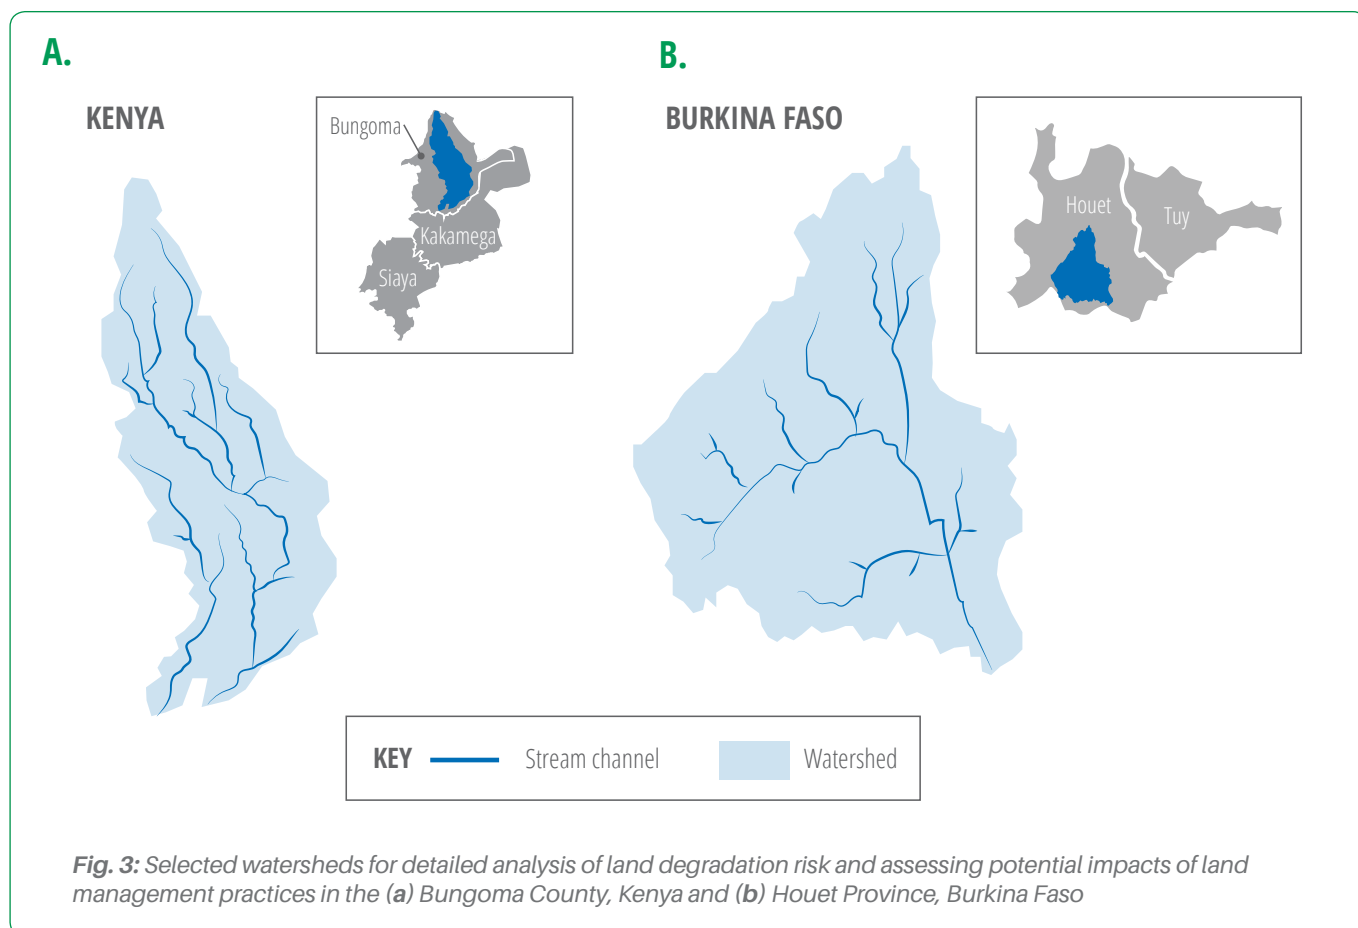 A.
KENYA
Bungoma
Kakamega
Siaya
B.
BURKINA FASO
Houet
Tuy
KEY
Stream channel
Watershed
Fig. 3: Selected watersheds for detailed analysis of land degradation risk and assessing potential impacts of land
management practices in the (a) Bungoma County, Kenya and (b) Houet Province, Burkina Faso